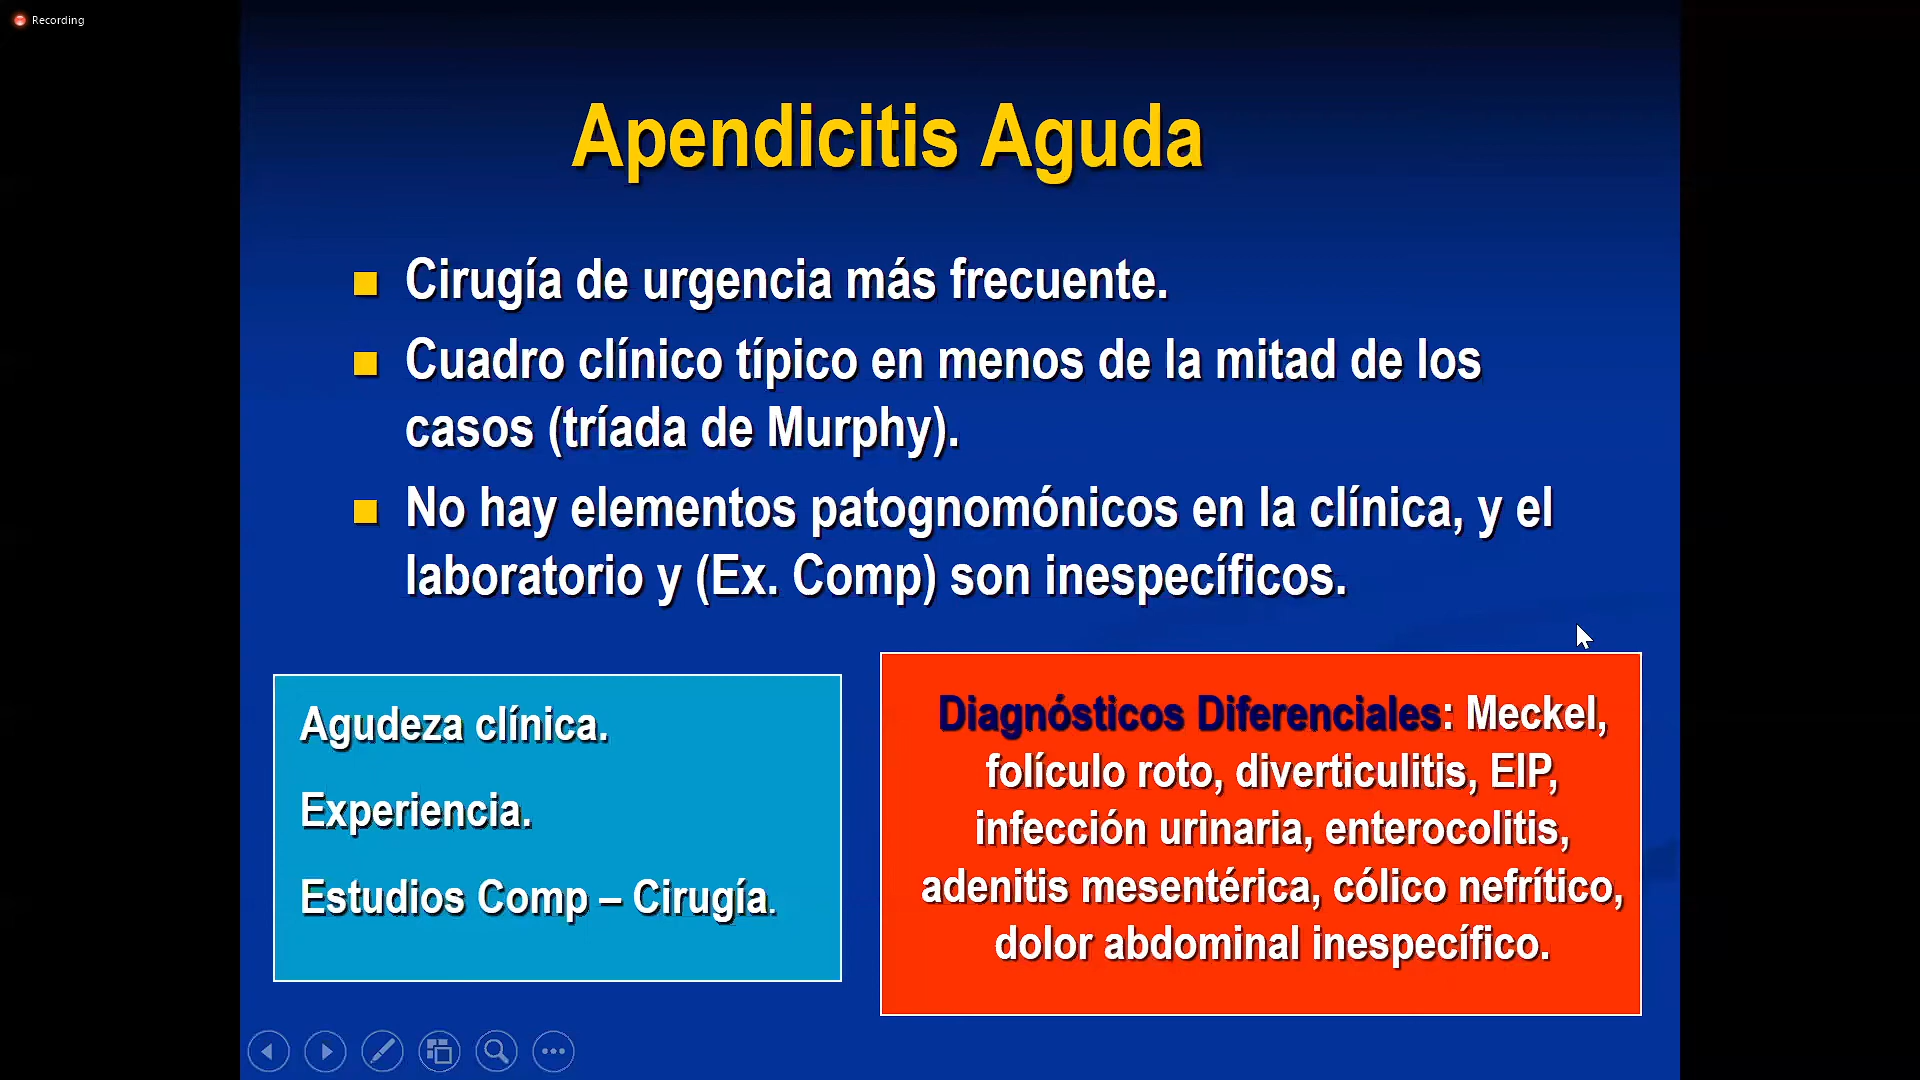 Recording
Apendicitis Aguda
Cirugía de urgencia más frecuente.
Cuadro clínico típico en menos de la mitad de los
casos (tríada de Murphy).
No hay elementos patognomónicos en la clínica, y el
laboratorio y (Ex. Comp) son inespecíficos.
Agudeza clínica.
Experiencia.
Estudios Comp – Cirugía.
Diagnósticos Diferenciales: Meckel,
folículo roto, diverticulitis, EIP,
infección urinaria, enterocolitis,
adenitis mesentérica, cólico nefrítico,
dolor abdominal inespecífico.